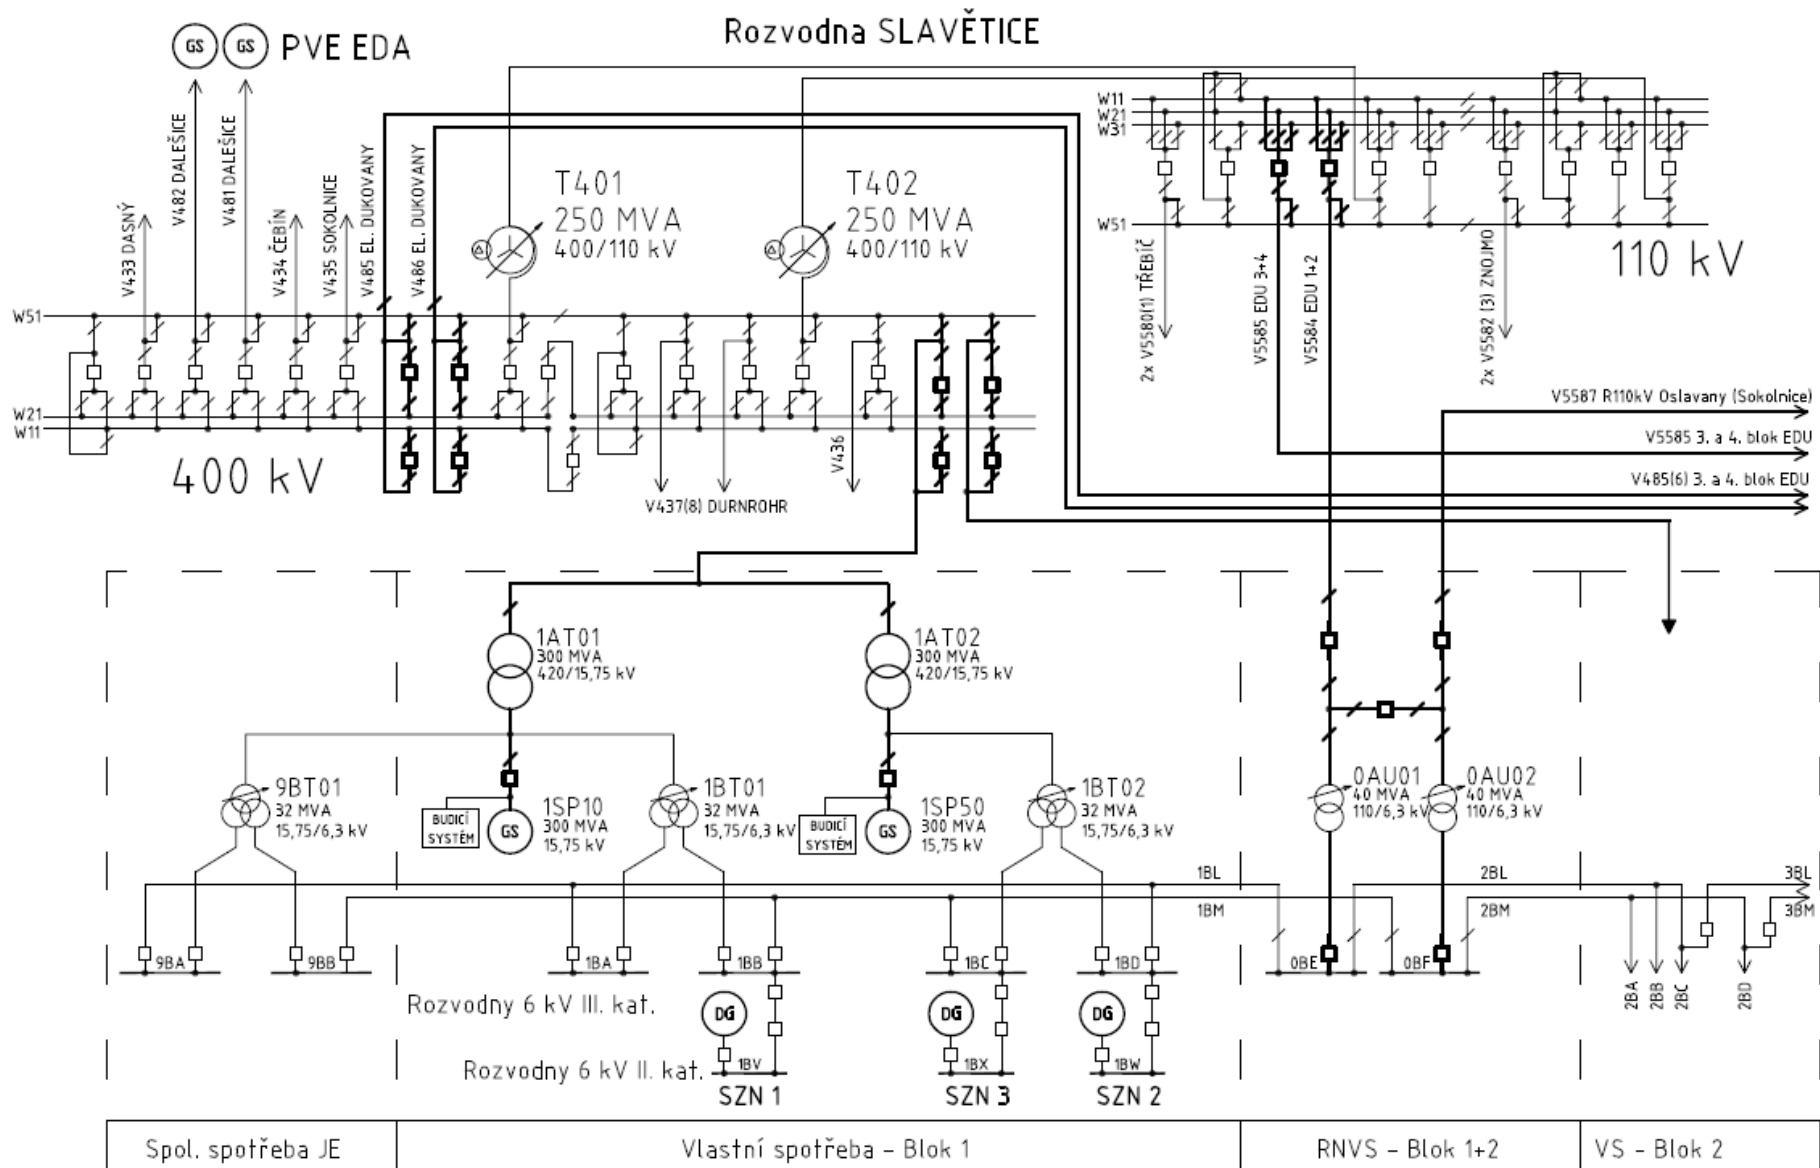 Rozvodna SLAVĚTICE
GS
GS
PVE EDA
V433 DASNÝ
V482 DALEŠICE
V481 DALEŠICE
V434 ČEBÍN
V435 SOKOLNICE
V485 EL. DUKOVANY
V486 EL. DUKOVANY
T401
250 MVA
400/110 kV
T402
250 MVA
400/110 kV
W11
W21
W31
W51
110 kV
2x V5580(1) TŘEBÍČ
V5585 EDU 3+4
V5584 EDU 1+2
2x V5582 (3) ZNOJMO
W51
W21
W11
400 kV
V437(8) DURNROHR
V436
V5587 R110kV Oslavany (Sokolnice)
V5585 3. a 4. blok EDU
V485(6) 3. a 4. blok EDU
1AT01
300 MVA
420/15,75 kV
1AT02
300 MVA
420/15,75 kV
9BT01
32 MVA
15,75/6,3 kV
BUDICÍ
SYSTÉM
GS
1SP10
300 MVA
15,75 kV
1BT01
32 MVA
15,75/6,3 kV
BUDICÍ
SYSTÉM
GS
1SP50
300 MVA
15,75 kV
1BT02
32 MVA
15,75/6,3 kV
0AU01
40 MVA
110/6,3 kV
0AU02
40 MVA
110/6,3 kV
1BL
1BM
2BL
2BM
3BL
3BM
9BA
9BB
1BA
1BB
1BC
1BD
0BE
0BF
2BA
2BB
2BC
2BD
Rozvodny 6 kV III. kat.
DG
DG
DG
Rozvodny 6 kV II. kat.
1BV
1BX
1BW
SZN 1
SZN 3
SZN 2
Spol. spotřeba JE
Vlastní spotřeba - Blok 1
RNVS - Blok 1+2
VS - Blok 2